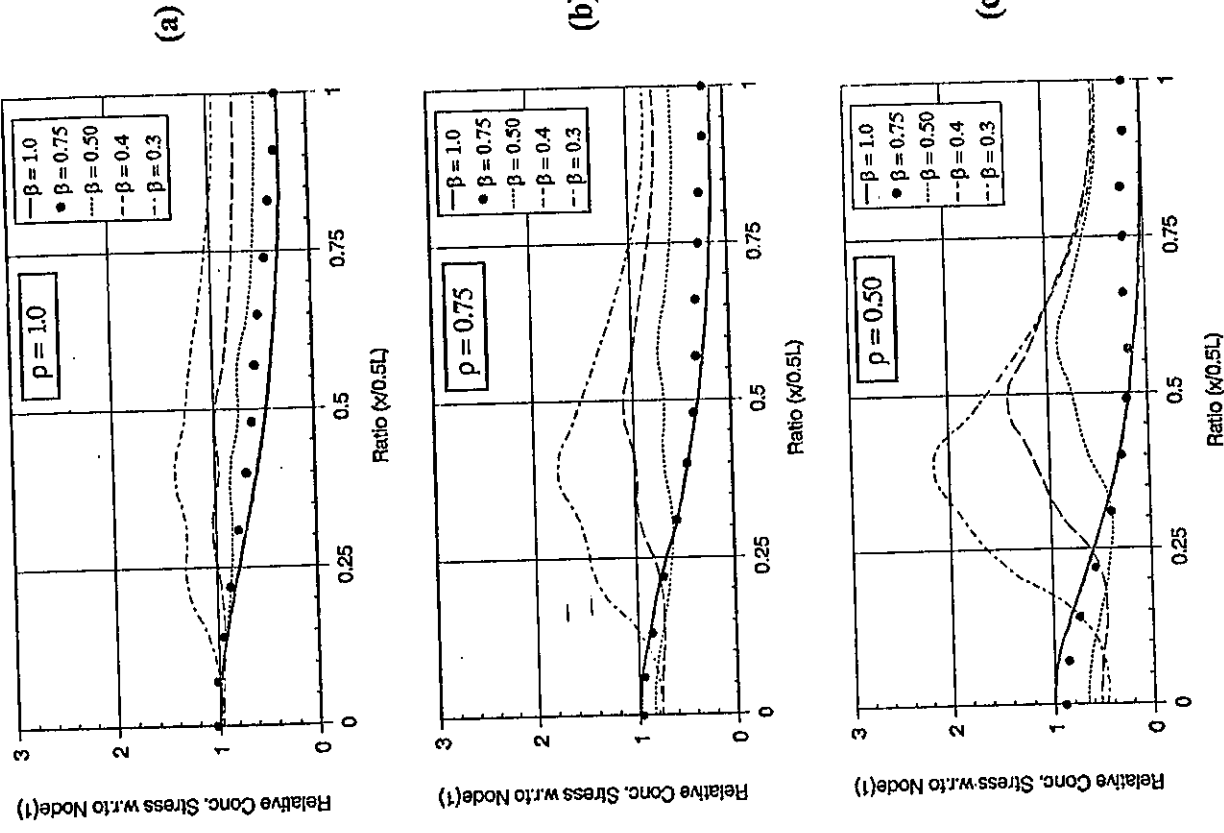 (a)
ρ = 1.0
β = 1.0
β = 0.75
β = 0.50
β = 0.4
β = 0.3
3
2
1
0
0
0.25
0.5
0.75
1
Ratio (x/0.5L)
Relative Conc. Stress w.r.to Node(1)
(b)
ρ = 0.75
β = 1.0
β = 0.75
β = 0.50
β = 0.4
β = 0.3
3
2
1
0
0
0.25
0.5
0.75
1
Ratio (x/0.5L)
Relative Conc. Stress w.r.to Node(1)
(c
ρ = 0.50
β = 1.0
β = 0.75
β = 0.50
β = 0.4
β = 0.3
3
2
1
0
0
0.25
0.5
0.75
1
Ratio (x/0.5L)
Relative Conc. Stress w.r.to Node(1)